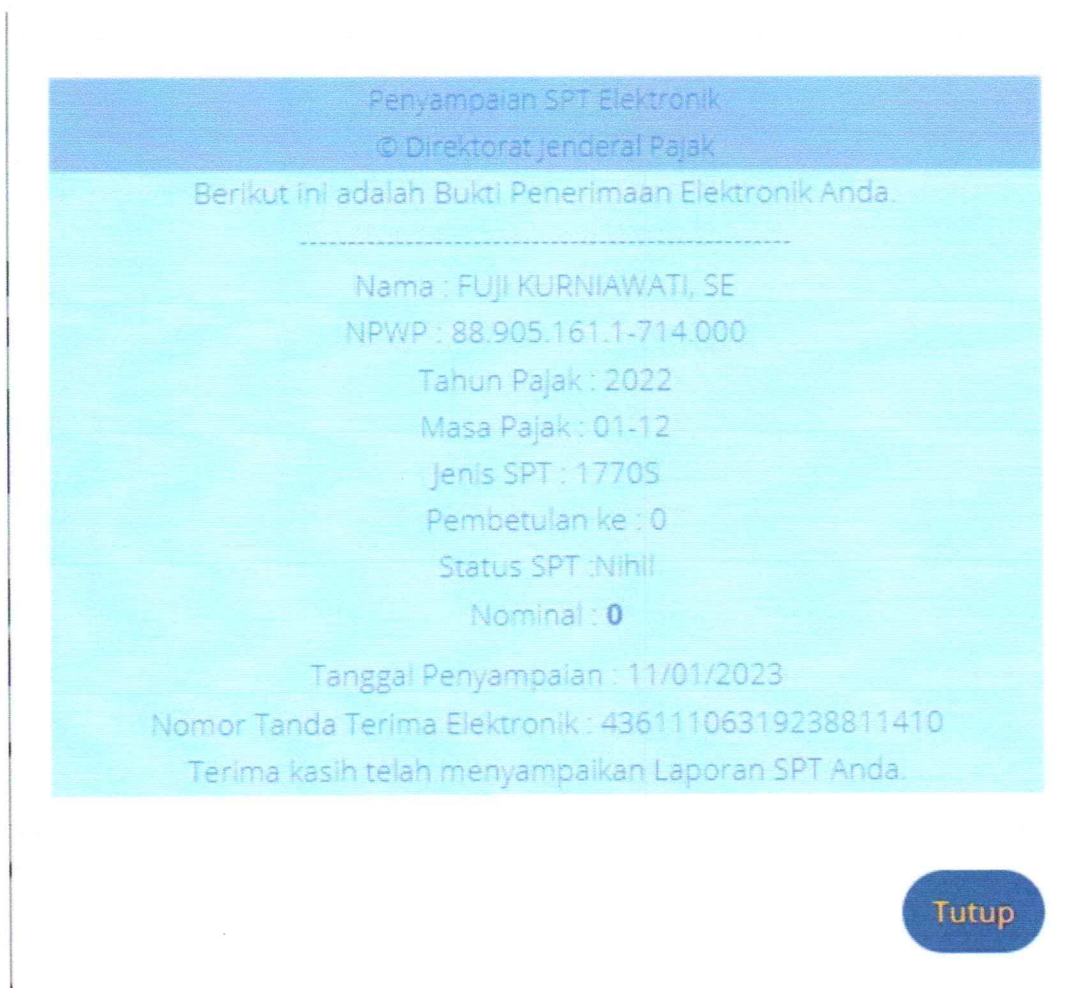 Penyampaian SPT Elektronik
© Direktorat Jenderal Pajak
Berikut ini adalah Bukti Penerimaan Elektronik Anda.
--------------------------------------------------
Nama : FUJI KURNIAWATI, SE
NPWP : 88.905.161.1-714.000
Tahun Pajak : 2022
Masa Pajak : 01-12
Jenis SPT : 1770S
Pembetulan ke : 0
Status SPT :Nihil
Nominal : 0
Tanggal Penyampaian : 11/01/2023
Nomor Tanda Terima Elektronik : 43611106319238811410
Terima kasih telah menyampaikan Laporan SPT Anda.
Tutup